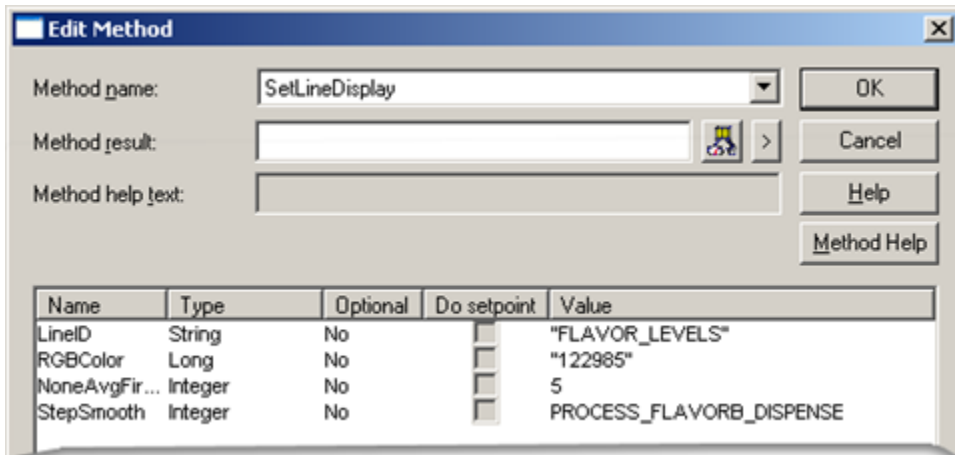 Edit Method
Method name: SetLineDisplay OK
Method result: > Cancel
Method help text: Help
Method Help
Name Type Optional Do setpoint Value
LineID String No "FLAVOR_LEVELS"
RGBColor Long No "122985"
NoneAvgFir... Integer No 5
StepSmooth Integer No PROCESS_FLAVORB_DISPENSE